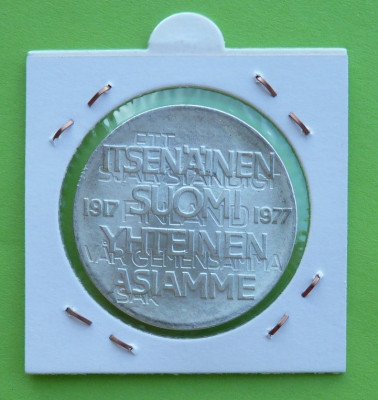 ETT
ITSENÄINEN
SJÄLVSTÄNDIGT
SUOMI
1917 1977
FINLAND
YHTEINEN
VÅR GEMENSAMMA
ASIAMME
SAK